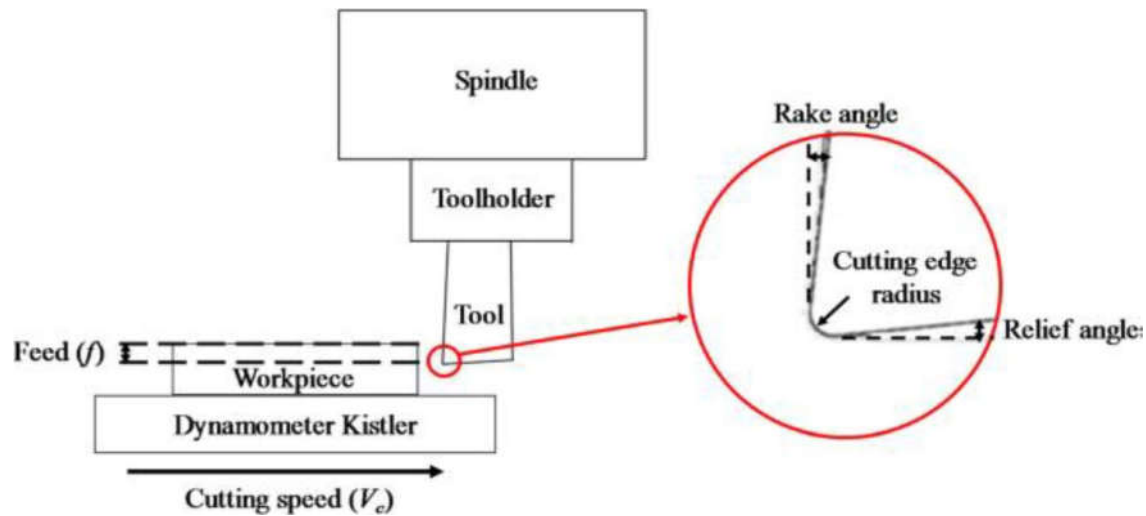 Spindle
Rake angle
Toolholder
Cutting edge
radius
Tool
Feed (f)
Relief angle
Workpiece
Dynamometer Kistler
Cutting speed (Vc)